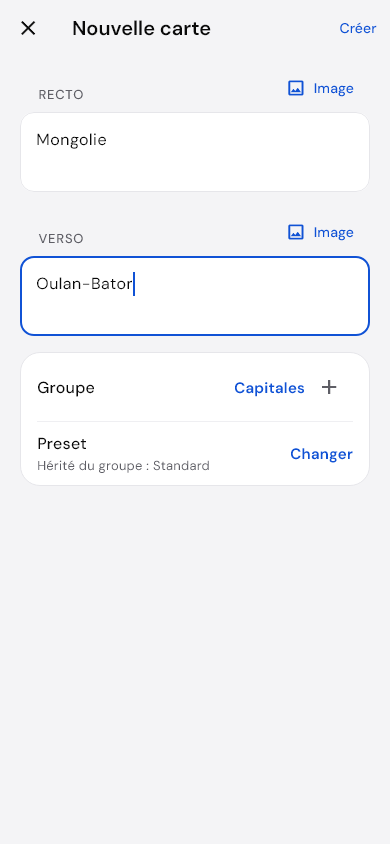 Nouvelle carte
Créer
RECTO
Image
Mongolie
VERSO
Image
Oulan-Bator
Groupe
Capitales
Preset
Hérité du groupe : Standard
Changer